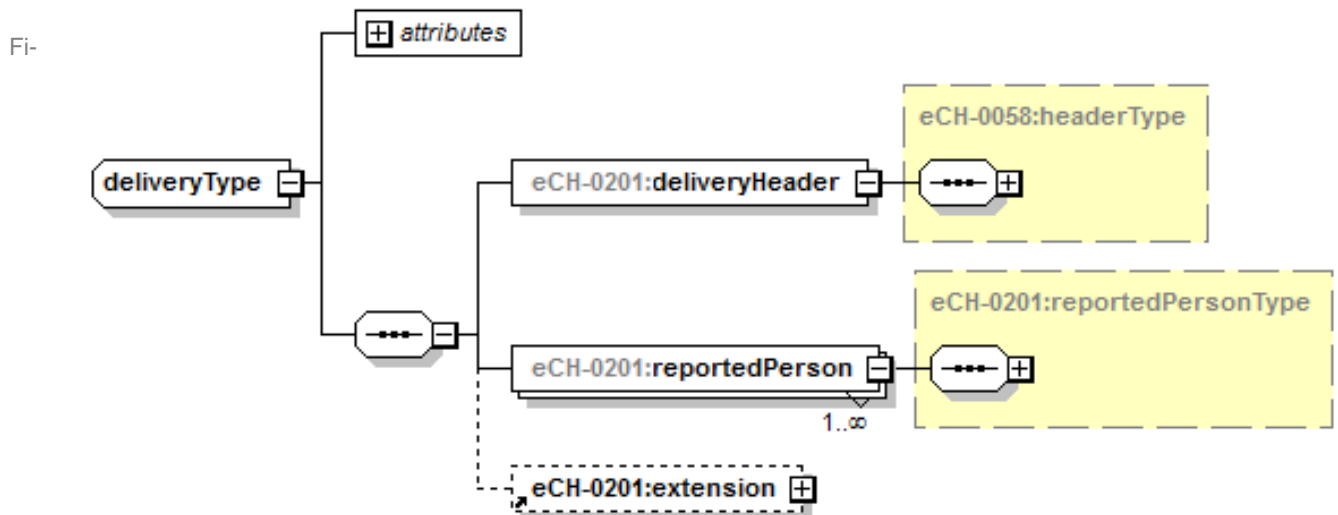 attributes
Fi-
eCH-0058:headerType
deliveryType
eCH-0201:deliveryHeader
eCH-0201:reportedPersonType
eCH-0201:reportedPerson
1..∞
eCH-0201:extension